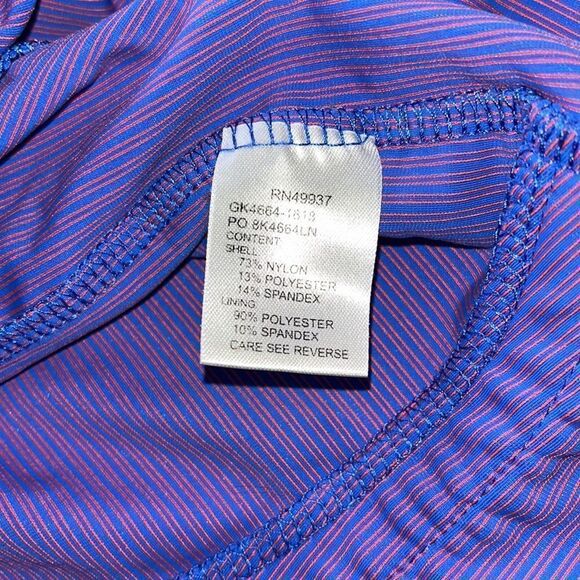 RN49937
GK4664-1818
PO 8K4664LN
CONTENT:
SHELL:
73% NYLON
13% POLYESTER
14% SPANDEX
LINING:
90% POLYESTER
10% SPANDEX
CARE SEE REVERSE